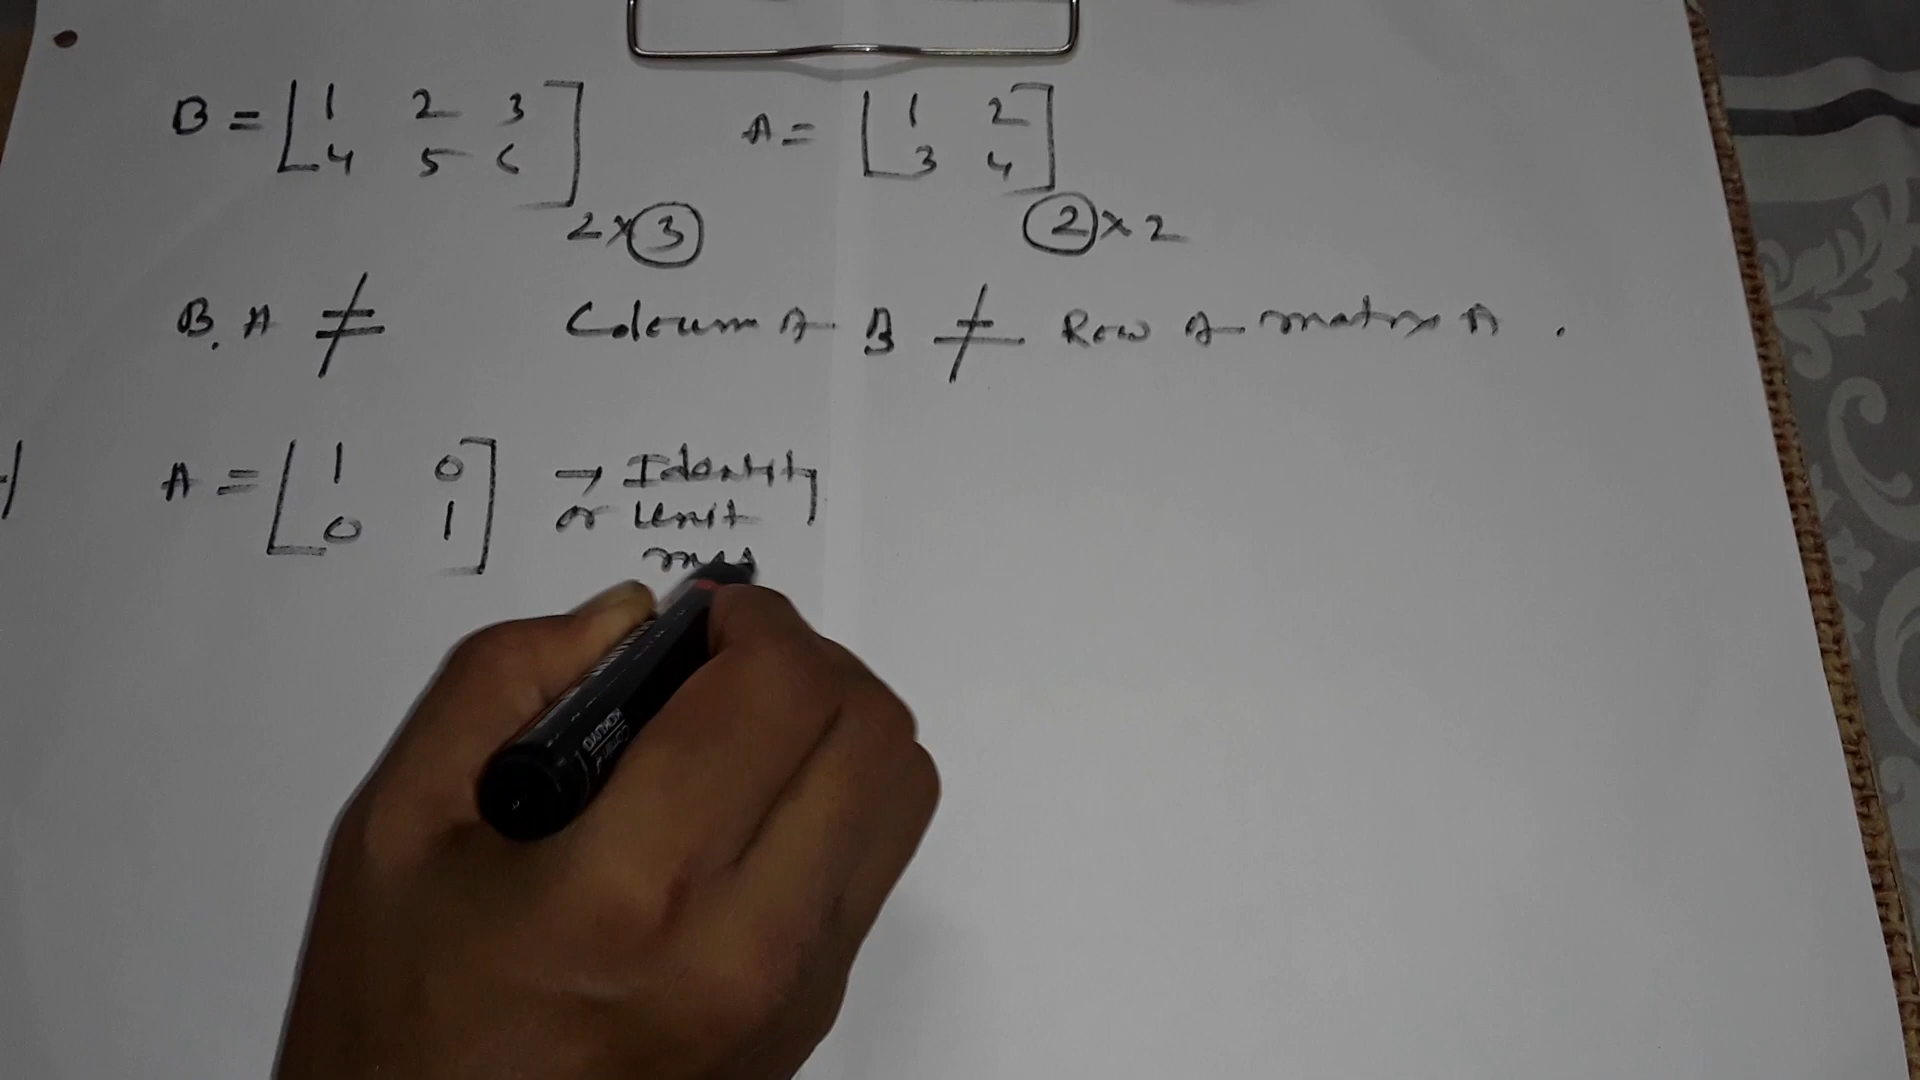 B = [ 1 2 3 A = [ 1 2
4 5 6 ] 3 4 ]
2 × 3 2 × 2
B. A ≠ Coloumn of B ≠ Row of matrix A .
A = [ 1 0 → Identity
0 1 ] or Unit